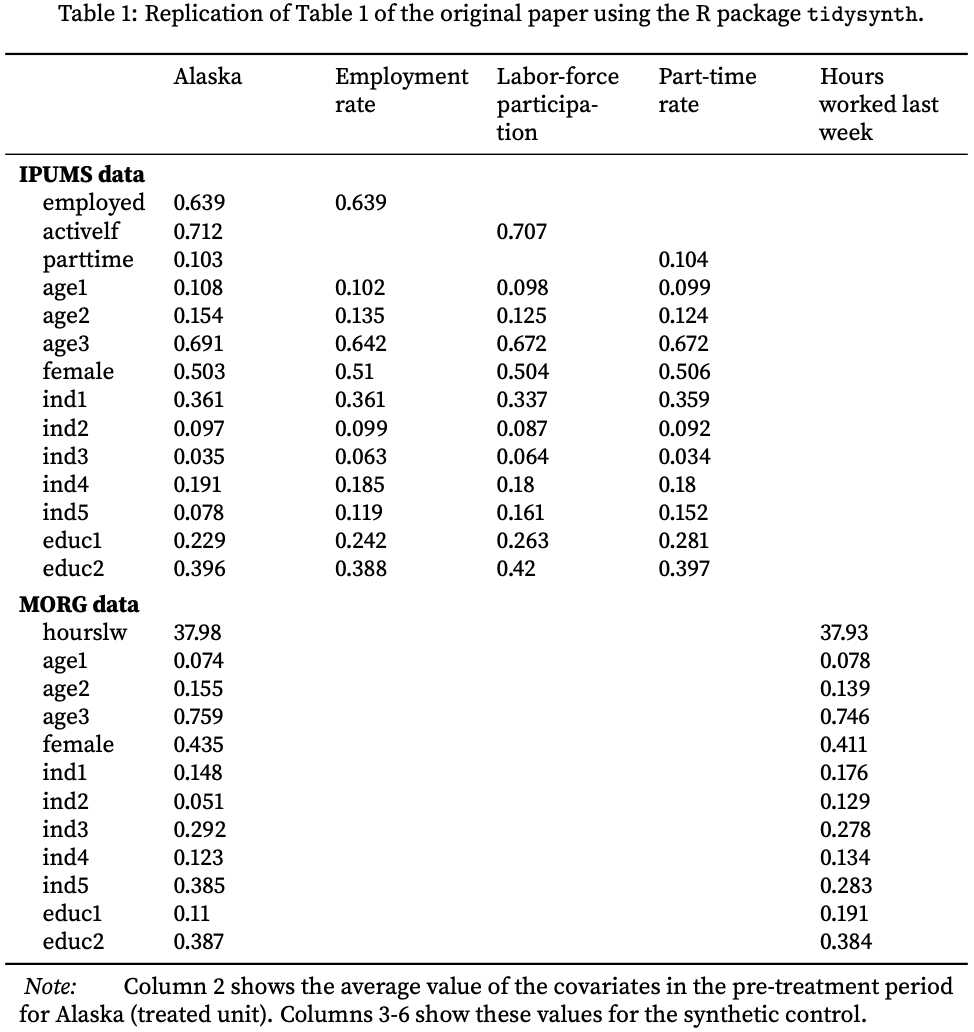 Table 1: Replication of Table 1 of the original paper using the R package tidysynth.
Alaska Employment rate Labor-force participa-tion Part-time rate Hours worked last week
IPUMS data
employed 0.639 0.639
activelf 0.712 0.707
parttime 0.103 0.104
age1 0.108 0.102 0.098 0.099
age2 0.154 0.135 0.125 0.124
age3 0.691 0.642 0.672 0.672
female 0.503 0.51 0.504 0.506
ind1 0.361 0.361 0.337 0.359
ind2 0.097 0.099 0.087 0.092
ind3 0.035 0.063 0.064 0.034
ind4 0.191 0.185 0.18 0.18
ind5 0.078 0.119 0.161 0.152
educ1 0.229 0.242 0.263 0.281
educ2 0.396 0.388 0.42 0.397
MORG data
hourslw 37.98 37.93
age1 0.074 0.078
age2 0.155 0.139
age3 0.759 0.746
female 0.435 0.411
ind1 0.148 0.176
ind2 0.051 0.129
ind3 0.292 0.278
ind4 0.123 0.134
ind5 0.385 0.283
educ1 0.11 0.191
educ2 0.387 0.384
Note: Column 2 shows the average value of the covariates in the pre-treatment period
for Alaska (treated unit). Columns 3-6 show these values for the synthetic control.